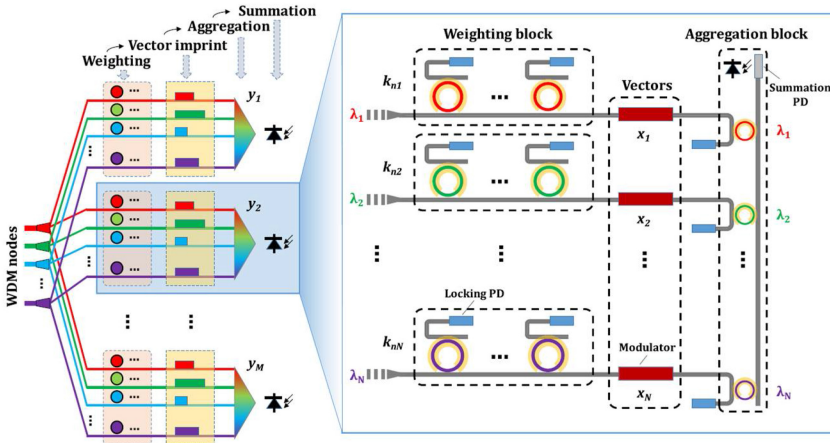 Summation
Aggregation
Vector imprint
Weighting
y1
y2
yM
WDM nodes
...
Weighting block
Aggregation block
kn1
Vectors
Summation
PD
λ1
x1
λ1
kn2
λ2
x2
λ2
Locking PD
knN
Modulator
λN
xN
λN